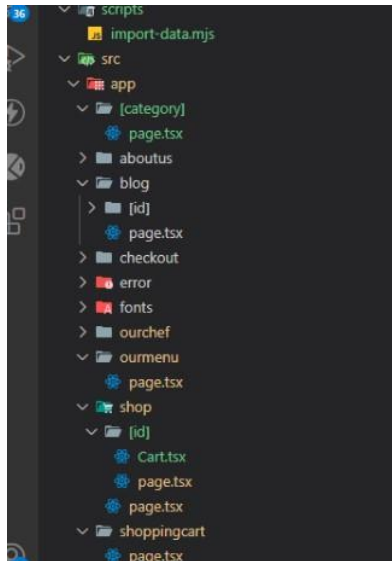 36
scripts
JS import-data.mjs
src
app
[category]
page.tsx
aboutus
blog
[id]
page.tsx
checkout
error
fonts
ourchef
ourmenu
page.tsx
shop
[id]
Cart.tsx
page.tsx
page.tsx
shoppingcart
page.tsx